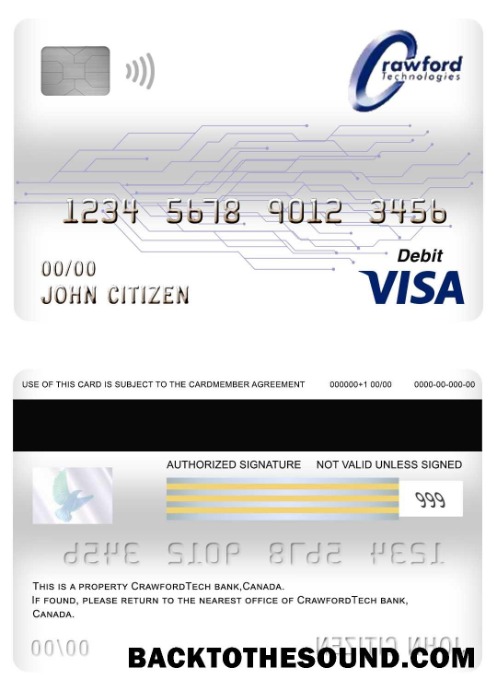 Crawford
Technologies
1234 5678 9012 3456
Debit
00/00
VISA
JOHN CITIZEN
USE OF THIS CARD IS SUBJECT TO THE CARDMEMBER AGREEMENT 000000+1 00/00 0000-00-000-00
AUTHORIZED SIGNATURE NOT VALID UNLESS SIGNED
999
1234 5678 9012 3456
THIS IS A PROPERTY CRAWFORDTECH BANK,CANADA.
IF FOUND, PLEASE RETURN TO THE NEAREST OFFICE OF CRAWFORDTECH BANK,
CANADA.
00/00
JOHN CITIZEN
BACKTOTHESOUND.COM